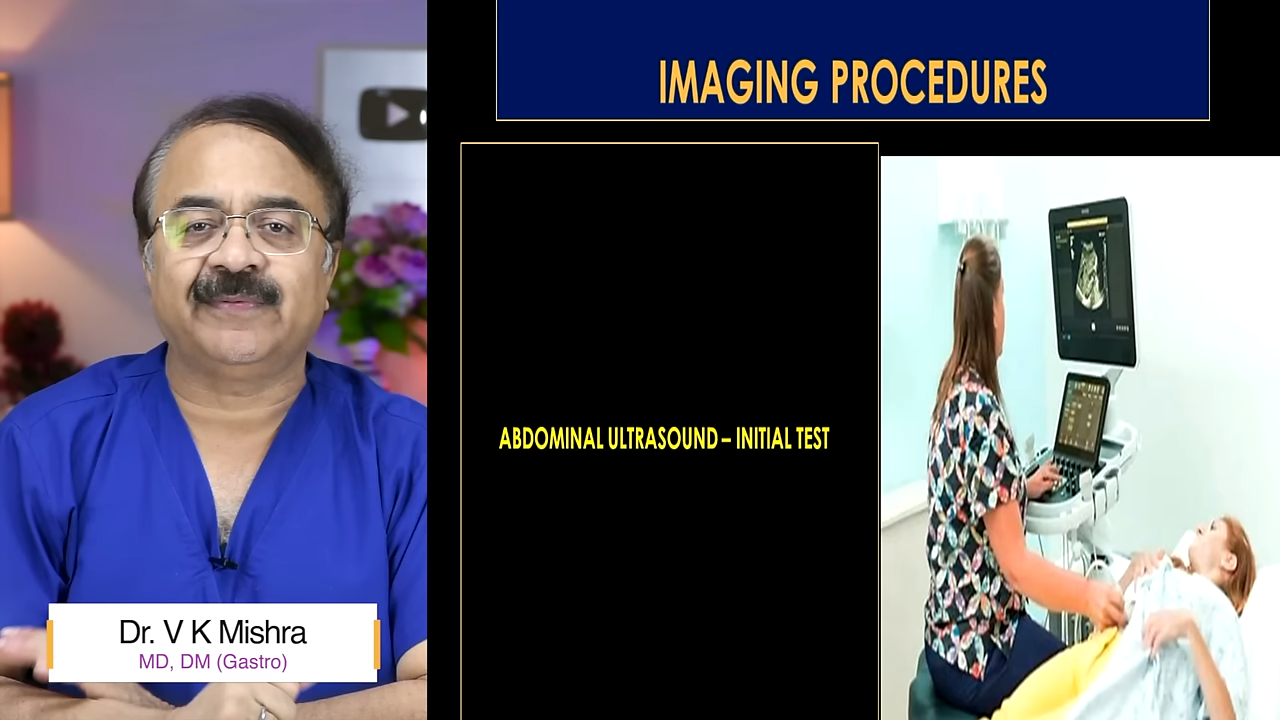 IMAGING PROCEDURES
ABDOMINAL ULTRASOUND – INITIAL TEST
Dr. V K Mishra
MD, DM (Gastro)